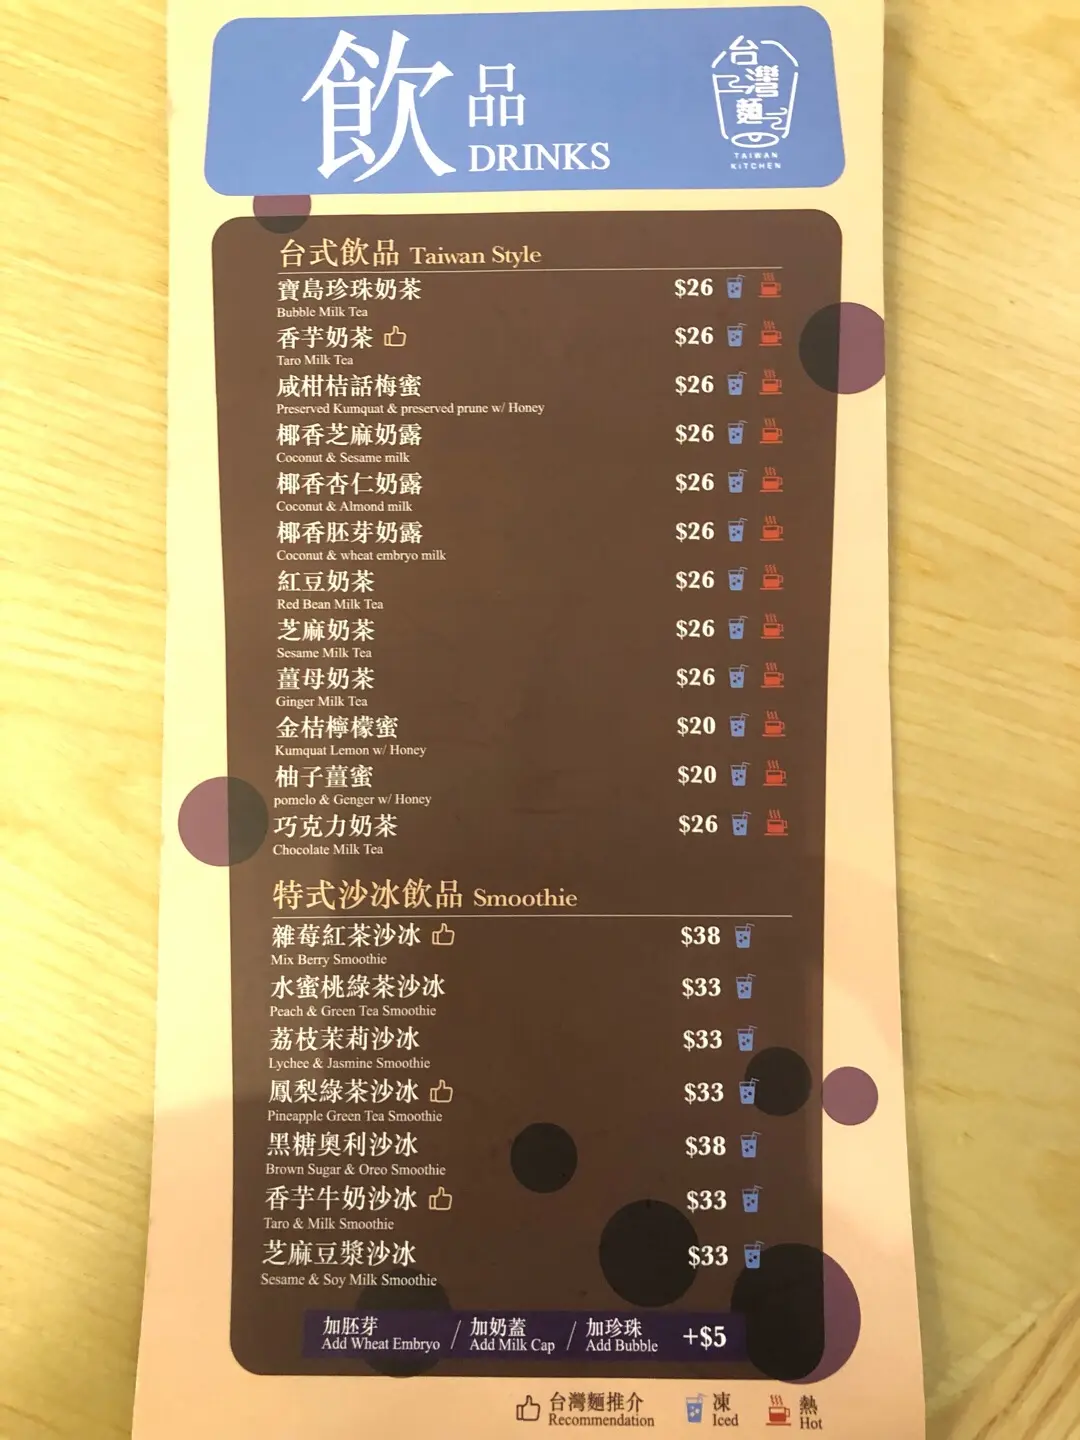 飲品
DRINKS
台灣麵
TAIWAN
KITCHEN
台式飲品 Taiwan Style
寶島珍珠奶茶 $26
Bubble Milk Tea
香芋奶茶 $26
Taro Milk Tea
咸柑桔話梅蜜 $26
Preserved Kumquat & preserved prune w/ Honey
椰香芝麻奶露 $26
Coconut & Sesame milk
椰香杏仁奶露 $26
Coconut & Almond milk
椰香胚芽奶露 $26
Coconut & wheat embryo milk
紅豆奶茶 $26
Red Bean Milk Tea
芝麻奶茶 $26
Sesame Milk Tea
薑母奶茶 $26
Ginger Milk Tea
金桔檸檬蜜 $20
Kumquat Lemon w/ Honey
柚子薑蜜 $20
pomelo & Genger w/ Honey
巧克力奶茶 $26
Chocolate Milk Tea
特式沙冰飲品 Smoothie
雜莓紅茶沙冰 $38
Mix Berry Smoothie
水蜜桃綠茶沙冰 $33
Peach & Green Tea Smoothie
荔枝茉莉沙冰 $33
Lychee & Jasmine Smoothie
鳳梨綠茶沙冰 $33
Pineapple Green Tea Smoothie
黑糖奧利沙冰 $38
Brown Sugar & Oreo Smoothie
香芋牛奶沙冰 $33
Taro & Milk Smoothie
芝麻豆漿沙冰 $33
Sesame & Soy Milk Smoothie
加胚芽 / 加奶蓋 / 加珍珠 +$5
Add Wheat Embryo Add Milk Cap Add Bubble
台灣麵推介 凍 熱
Recommendation Iced Hot